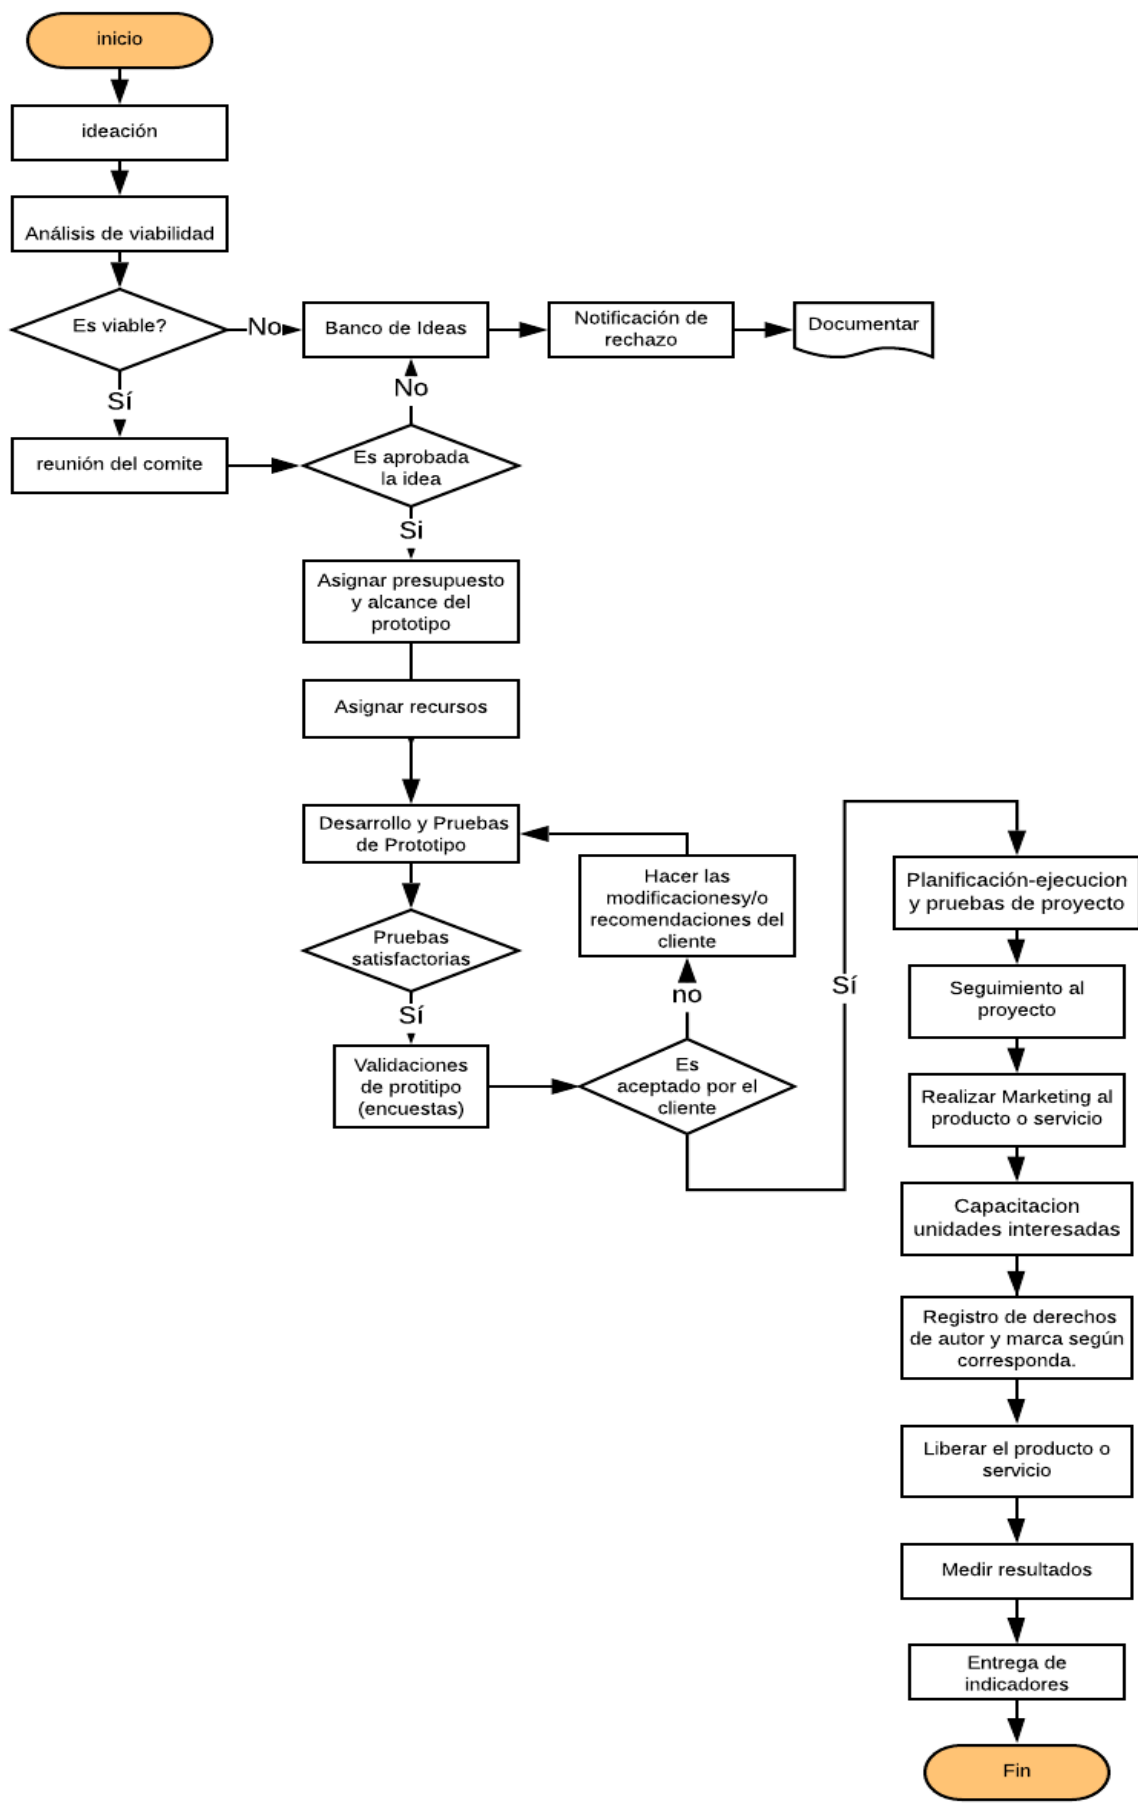 inicio
ideación
Análisis de viabilidad
Es viable?
No
Banco de Ideas
Notificación de
rechazo
Documentar
Sí
No
reunión del comite
Es aprobada
la idea
Si
Asignar presupuesto
y alcance del
prototipo
Asignar recursos
Desarrollo y Pruebas
de Prototipo
Hacer las
modificacionesy/o
recomendaciones del
cliente
Pruebas
satisfactorias
no
Sí
Validaciones
de protitipo
(encuestas)
Es
aceptado por el
cliente
Sí
Planificación-ejecucion
y pruebas de proyecto
Seguimiento al
proyecto
Realizar Marketing al
producto o servicio
Capacitacion
unidades interesadas
Registro de derechos
de autor y marca según
corresponda.
Liberar el producto o
servicio
Medir resultados
Entrega de
indicadores
Fin